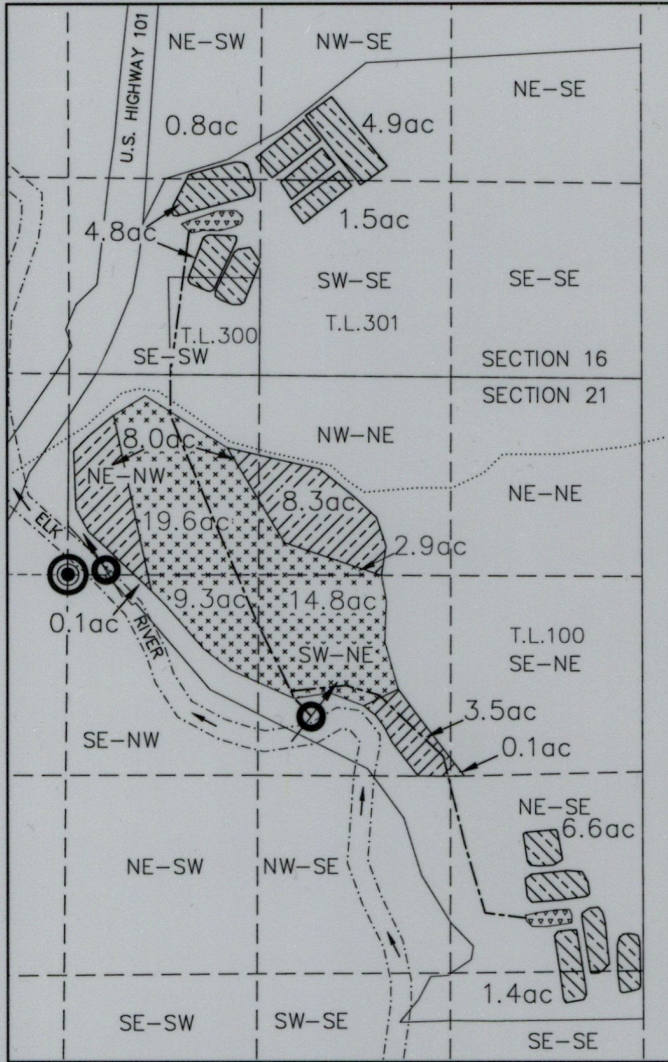 U.S. HIGHWAY 101
NE-SW
NW-SE
NE-SE
0.8ac
4.9ac
4.8ac
1.5ac
SW-SE
SE-SE
T.L.300
T.L.301
SE-SW
SECTION 16
SECTION 21
NW-NE
8.0ac
NE-NW
8.3ac
NE-NE
19.6ac
2.9ac
ELK
RIVER
9.3ac
14.8ac
0.1ac
SW-NE
T.L.100
SE-NE
3.5ac
SE-NW
0.1ac
NE-SE
6.6ac
NE-SW
NW-SE
1.4ac
SE-SW
SW-SE
SE-SE